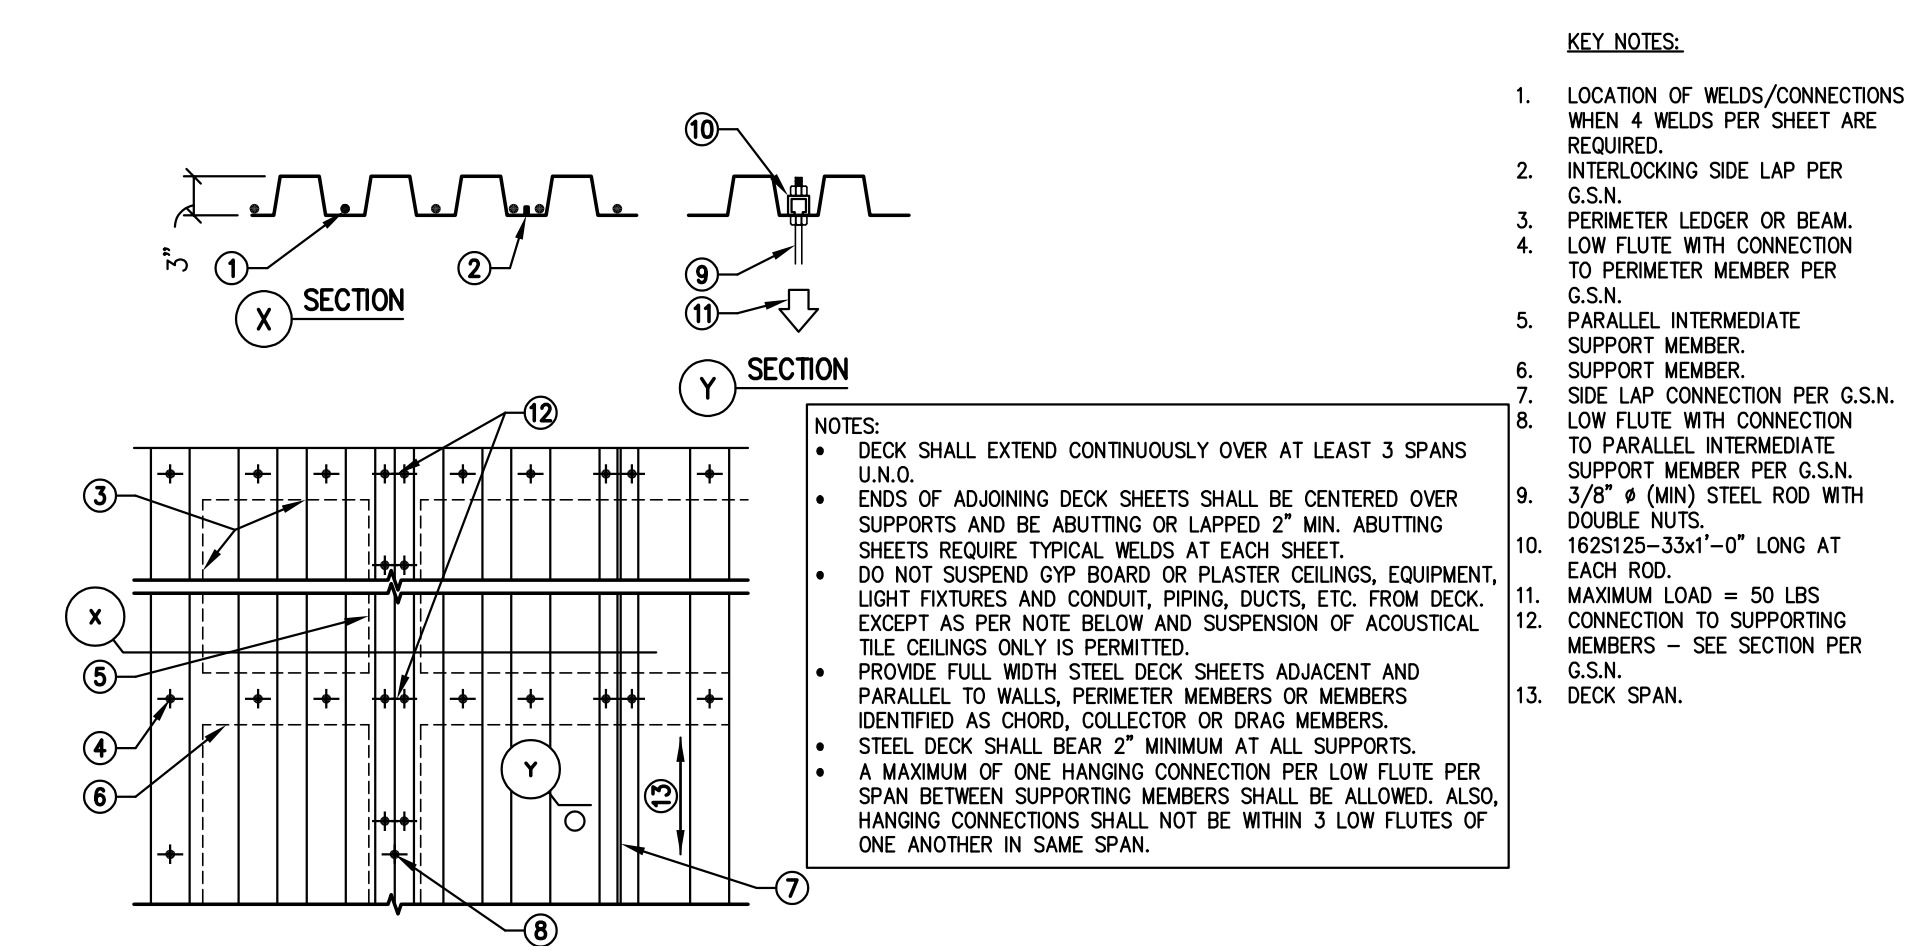 10
3"
1
2
9
11
X SECTION
Y SECTION
12
3
X
5
4
6
Y
13
7
8
NOTES:
• DECK SHALL EXTEND CONTINUOUSLY OVER AT LEAST 3 SPANS
U.N.O.
• ENDS OF ADJOINING DECK SHEETS SHALL BE CENTERED OVER
SUPPORTS AND BE ABUTTING OR LAPPED 2" MIN. ABUTTING
SHEETS REQUIRE TYPICAL WELDS AT EACH SHEET.
• DO NOT SUSPEND GYP BOARD OR PLASTER CEILINGS, EQUIPMENT,
LIGHT FIXTURES AND CONDUIT, PIPING, DUCTS, ETC. FROM DECK.
EXCEPT AS PER NOTE BELOW AND SUSPENSION OF ACOUSTICAL
TILE CEILINGS ONLY IS PERMITTED.
• PROVIDE FULL WIDTH STEEL DECK SHEETS ADJACENT AND
PARALLEL TO WALLS, PERIMETER MEMBERS OR MEMBERS
IDENTIFIED AS CHORD, COLLECTOR OR DRAG MEMBERS.
• STEEL DECK SHALL BEAR 2" MINIMUM AT ALL SUPPORTS.
• A MAXIMUM OF ONE HANGING CONNECTION PER LOW FLUTE PER
SPAN BETWEEN SUPPORTING MEMBERS SHALL BE ALLOWED. ALSO,
HANGING CONNECTIONS SHALL NOT BE WITHIN 3 LOW FLUTES OF
ONE ANOTHER IN SAME SPAN.
KEY NOTES:
1. LOCATION OF WELDS/CONNECTIONS
WHEN 4 WELDS PER SHEET ARE
REQUIRED.
2. INTERLOCKING SIDE LAP PER
G.S.N.
3. PERIMETER LEDGER OR BEAM.
4. LOW FLUTE WITH CONNECTION
TO PERIMETER MEMBER PER
G.S.N.
5. PARALLEL INTERMEDIATE
SUPPORT MEMBER.
6. SUPPORT MEMBER.
7. SIDE LAP CONNECTION PER G.S.N.
8. LOW FLUTE WITH CONNECTION
TO PARALLEL INTERMEDIATE
SUPPORT MEMBER PER G.S.N.
9. 3/8" ø (MIN) STEEL ROD WITH
DOUBLE NUTS.
10. 162S125-33x1'-0" LONG AT
EACH ROD.
11. MAXIMUM LOAD = 50 LBS
12. CONNECTION TO SUPPORTING
MEMBERS – SEE SECTION PER
G.S.N.
13. DECK SPAN.